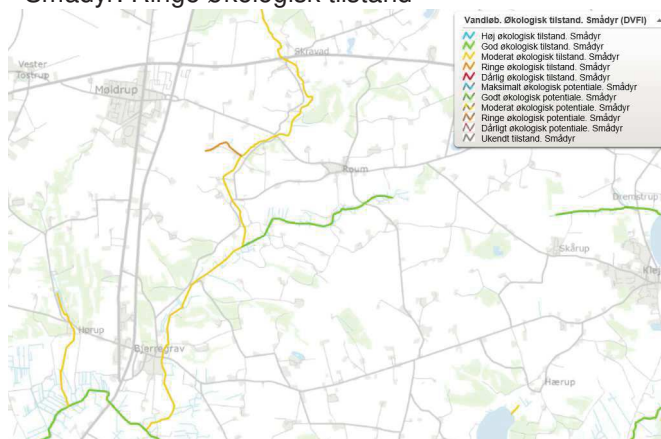 Smådyr: Ringe økologisk tilstand
Vandløb. Økologisk tilstand. Smådyr (DVFI)
Høj økologisk tilstand. Smådyr
God økologisk tilstand. Smådyr
Moderat økologisk tilstand. Smådyr
Ringe økologisk tilstand. Smådyr
Dårlig økologisk tilstand. Smådyr
Maksimalt økologisk potentiale. Smådyr
Godt økologisk potentiale. Smådyr
Moderat økologisk potentiale. Smådyr
Ringe økologisk potentiale. Smådyr
Dårligt økologisk potentiale. Smådyr
Ukendt tilstand. Smådyr
Skravad
Vester
Tostrup
Møldrup
Roum
Dremstrup
Skårup
Kle
Hørup
Bjerregrav
Hærup